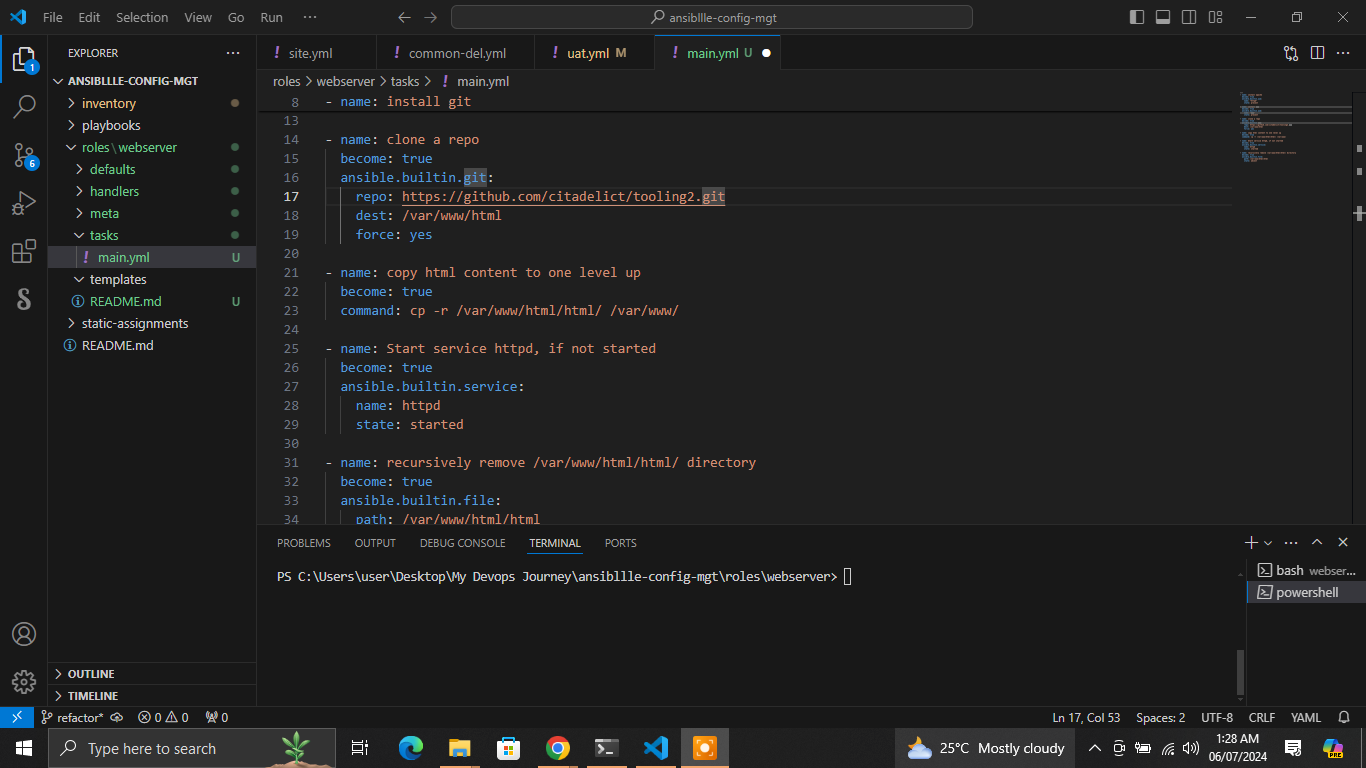 File Edit Selection View Go Run ··· ansibllle-config-mgt
EXPLORER ···
ANSIBLLLE-CONFIG-MGT
inventory
playbooks
roles\webserver
defaults
handlers
meta
tasks
main.yml U
templates
README.md U
static-assignments
README.md
OUTLINE
TIMELINE
1
6
site.yml common-del.yml uat.yml M main.yml U
roles > webserver > tasks > ! main.yml
8 - name: install git
13
14 - name: clone a repo
15 become: true
16 ansible.builtin.git:
17 repo: https://github.com/citadelict/tooling2.git
18 dest: /var/www/html
19 force: yes
20
21 - name: copy html content to one level up
22 become: true
23 command: cp -r /var/www/html/html/ /var/www/
24
25 - name: Start service httpd, if not started
26 become: true
27 ansible.builtin.service:
28 name: httpd
29 state: started
30
31 - name: recursively remove /var/www/html/html/ directory
32 become: true
33 ansible.builtin.file:
34 path: /var/www/html/html
PROBLEMS OUTPUT DEBUG CONSOLE TERMINAL PORTS
PS C:\Users\user\Desktop\My Devops Journey\ansibllle-config-mgt\roles\webserver>
bash webser...
powershell
refactor* 0 0 0 Ln 17, Col 53 Spaces: 2 UTF-8 CRLF YAML
Type here to search 25°C Mostly cloudy 1:28 AM
06/07/2024
PRE